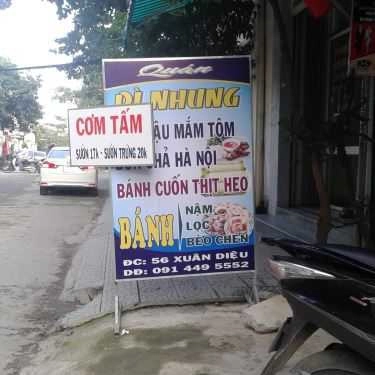 Quán
DÌ NHUNG
CƠM TẤM
SƯỜN 17k - SƯỜN TRỨNG 20k
ĐẬU MẮM TÔM
CHẢ HÀ NỘI
BÁNH CUỐN THỊT HEO
BÁNH
NẬM
LỌC
BÈO CHÉN
ĐC: 56 XUÂN DIỆU
DĐ: 091 449 5552